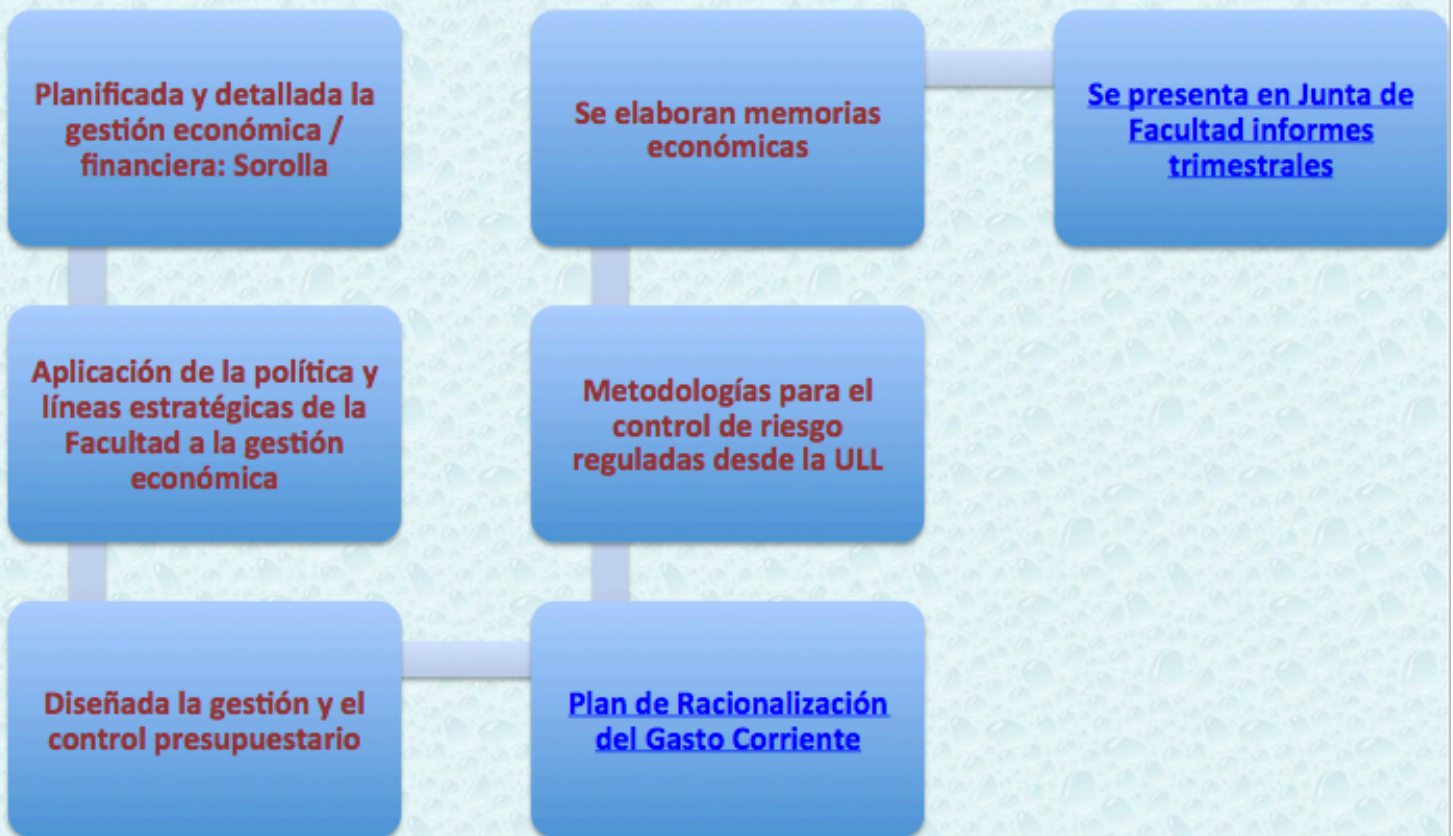 Planificada y detallada la
gestión económica /
financiera: Sorolla
Aplicación de la política y
líneas estratégicas de la
Facultad a la gestión
económica
Diseñada la gestión y el
control presupuestario
Plan de Racionalización
del Gasto Corriente
Metodologías para el
control de riesgo
reguladas desde la ULL
Se elaboran memorias
económicas
Se presenta en Junta de
Facultad informes
trimestrales